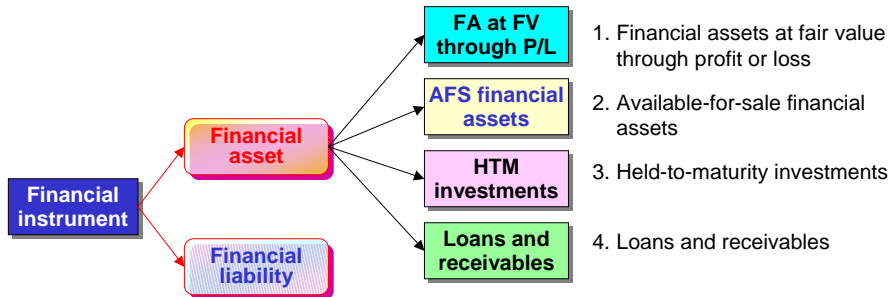 FA at FV
through P/L
1. Financial assets at fair value
through profit or loss
AFS financial
assets
2. Available-for-sale financial
assets
Financial
asset
HTM
investments
3. Held-to-maturity investments
Financial
instrument
Loans and
receivables
4. Loans and receivables
Financial
liability